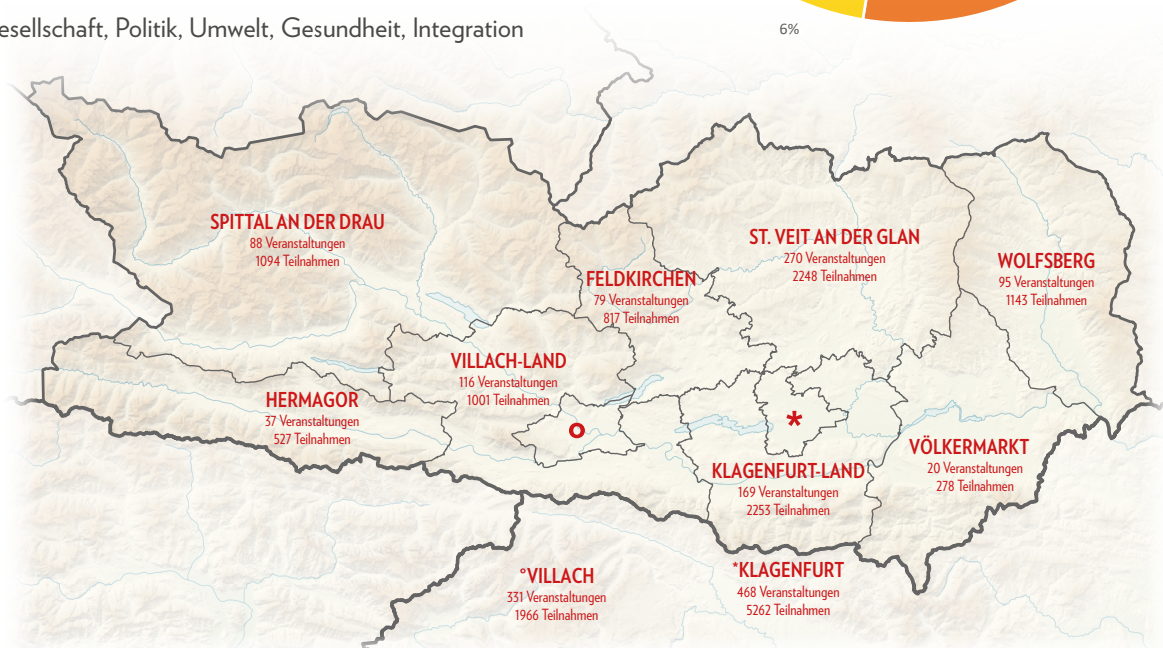 esellschaft, Politik, Umwelt, Gesundheit, Integration
6%
SPITTAL AN DER DRAU
88 Veranstaltungen
1094 Teilnahmen
ST. VEIT AN DER GLAN
270 Veranstaltungen
2248 Teilnahmen
WOLFSBERG
95 Veranstaltungen
1143 Teilnahmen
FELDKIRCHEN
79 Veranstaltungen
817 Teilnahmen
VILLACH-LAND
116 Veranstaltungen
1001 Teilnahmen
HERMAGOR
37 Veranstaltungen
527 Teilnahmen
*
VÖLKERMARKT
20 Veranstaltungen
278 Teilnahmen
KLAGENFURT-LAND
169 Veranstaltungen
2253 Teilnahmen
°VILLACH
331 Veranstaltungen
1966 Teilnahmen
*KLAGENFURT
468 Veranstaltungen
5262 Teilnahmen